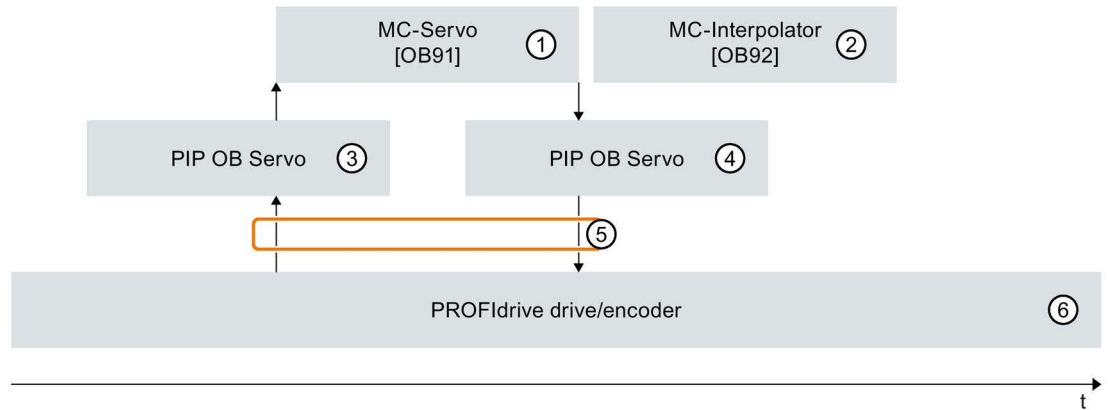 MC-Servo
[OB91]
1
MC-Interpolator
[OB92]
2
PIP OB Servo
3
PIP OB Servo
4
5
PROFIdrive drive/encoder
6
t